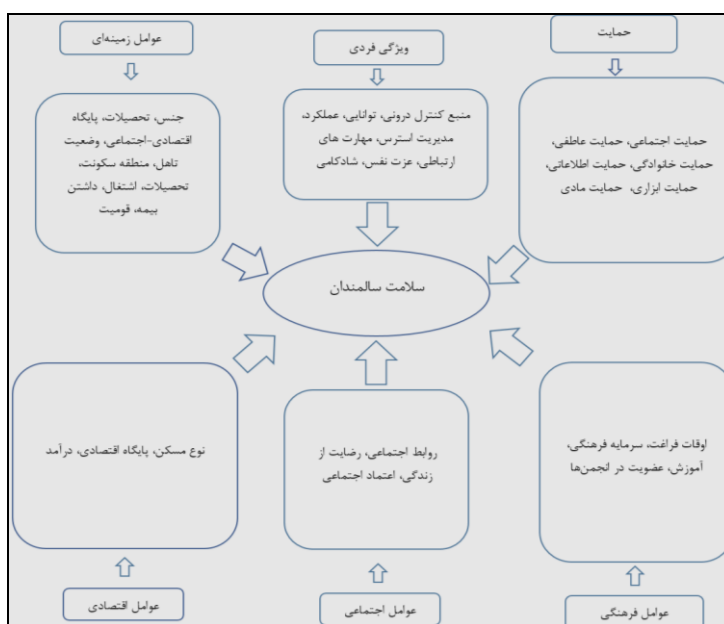 حمایت
ویژگی فردی
عوامل زمینه‌ای
حمایت اجتماعی، حمایت عاطفی،
حمایت خانوادگی، حمایت اطلاعاتی،
حمایت ابزاری، حمایت مادی
منبع کنترل درونی، توانایی، عملکرد،
مدیریت استرس، مهارت های
ارتباطی، عزت نفس، شادکامی
جنس، تحصیلات، پایگاه
اقتصادی-اجتماعی، وضعیت
تاهل، منطقه سکونت،
تحصیلات، اشتغال، داشتن
بیمه، قومیت
سلامت سالمندان
اوقات فراغت، سرمایه فرهنگی،
آموزش، عضویت در انجمن‌ها
روابط اجتماعی، رضایت از
زندگی، اعتماد اجتماعی
نوع مسکن، پایگاه اقتصادی، درآمد
عوامل فرهنگی
عوامل اجتماعی
عوامل اقتصادی